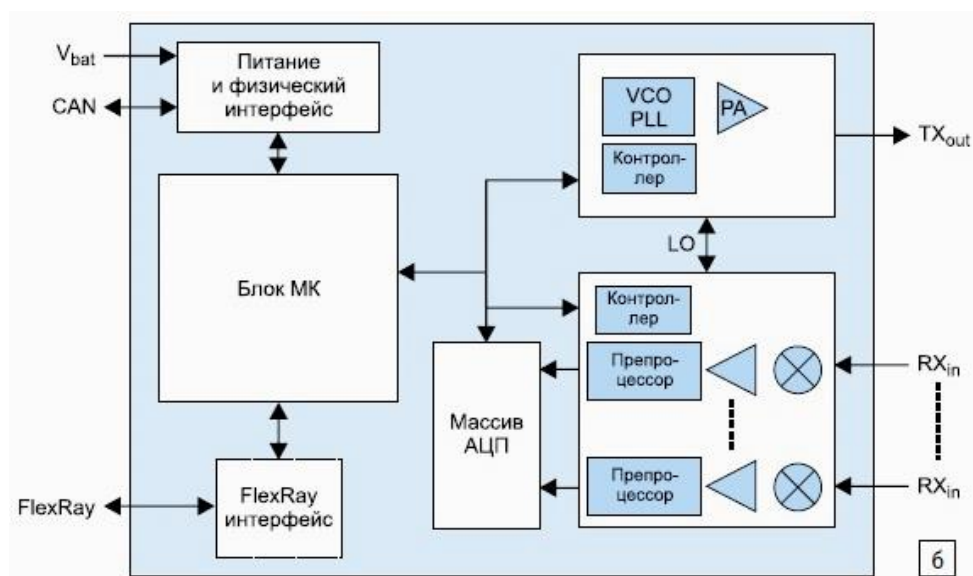 V_bat
CAN
Питание
и физический
интерфейс
VCO
PLL
PA
Контрол-
лер
TX_out
LO
Блок МК
Контрол-
лер
Препро-
цессор
RX_in
Массив
АЦП
Препро-
цессор
RX_in
FlexRay
FlexRay
интерфейс
б